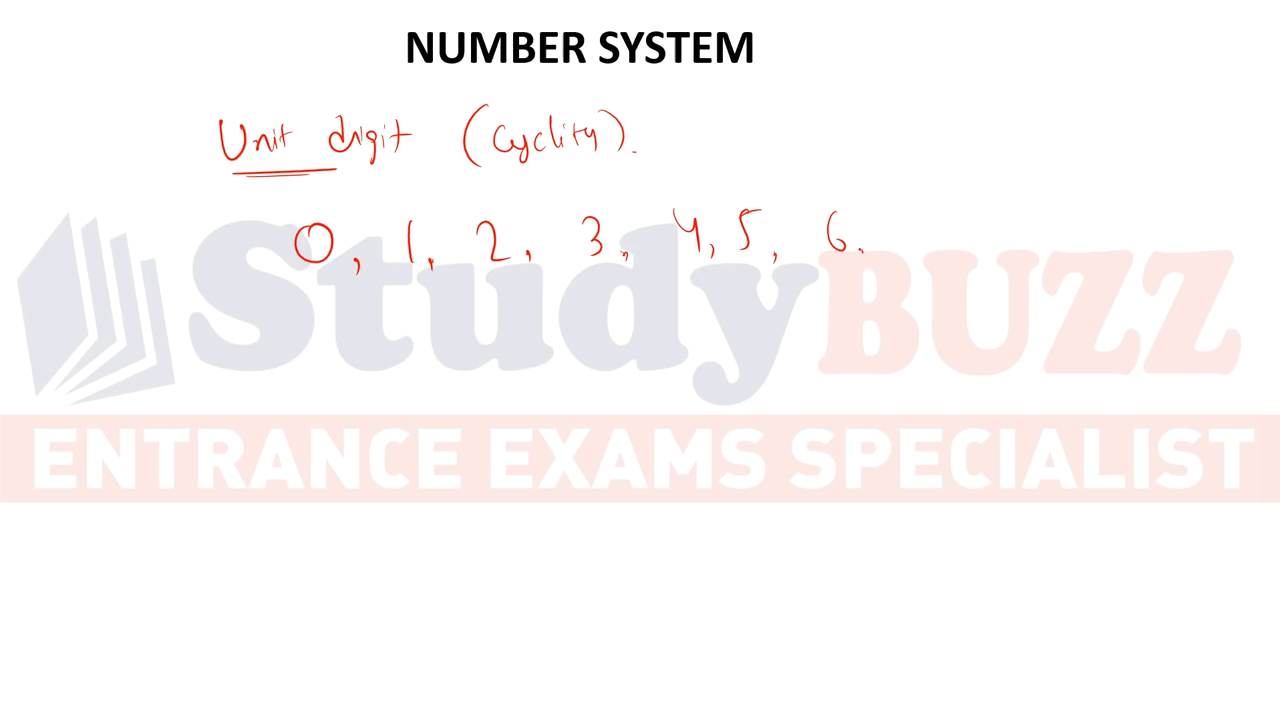 NUMBER SYSTEM
Unit digit (Cyclity).
0, 1, 2, 3, 4, 5, 6.
StudyBUZZ
ENTRANCE EXAMS SPECIALIST